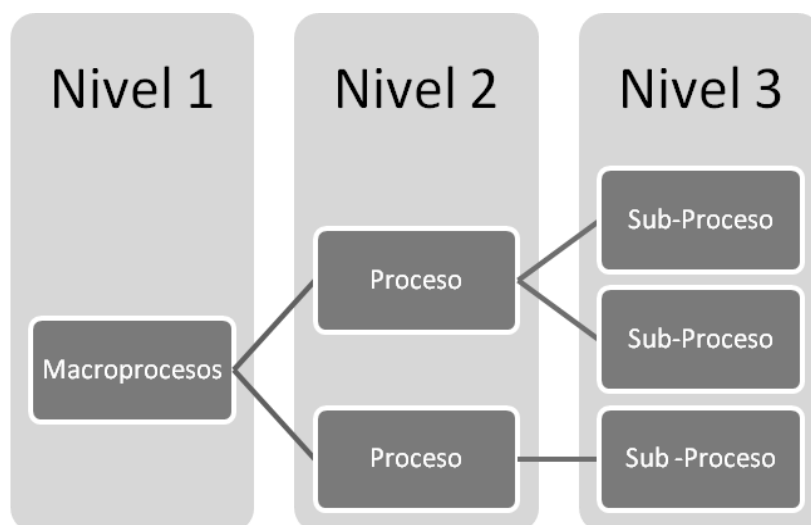 Nivel 1
Nivel 2
Nivel 3
Macroprocesos
Proceso
Proceso
Sub-Proceso
Sub-Proceso
Sub -Proceso